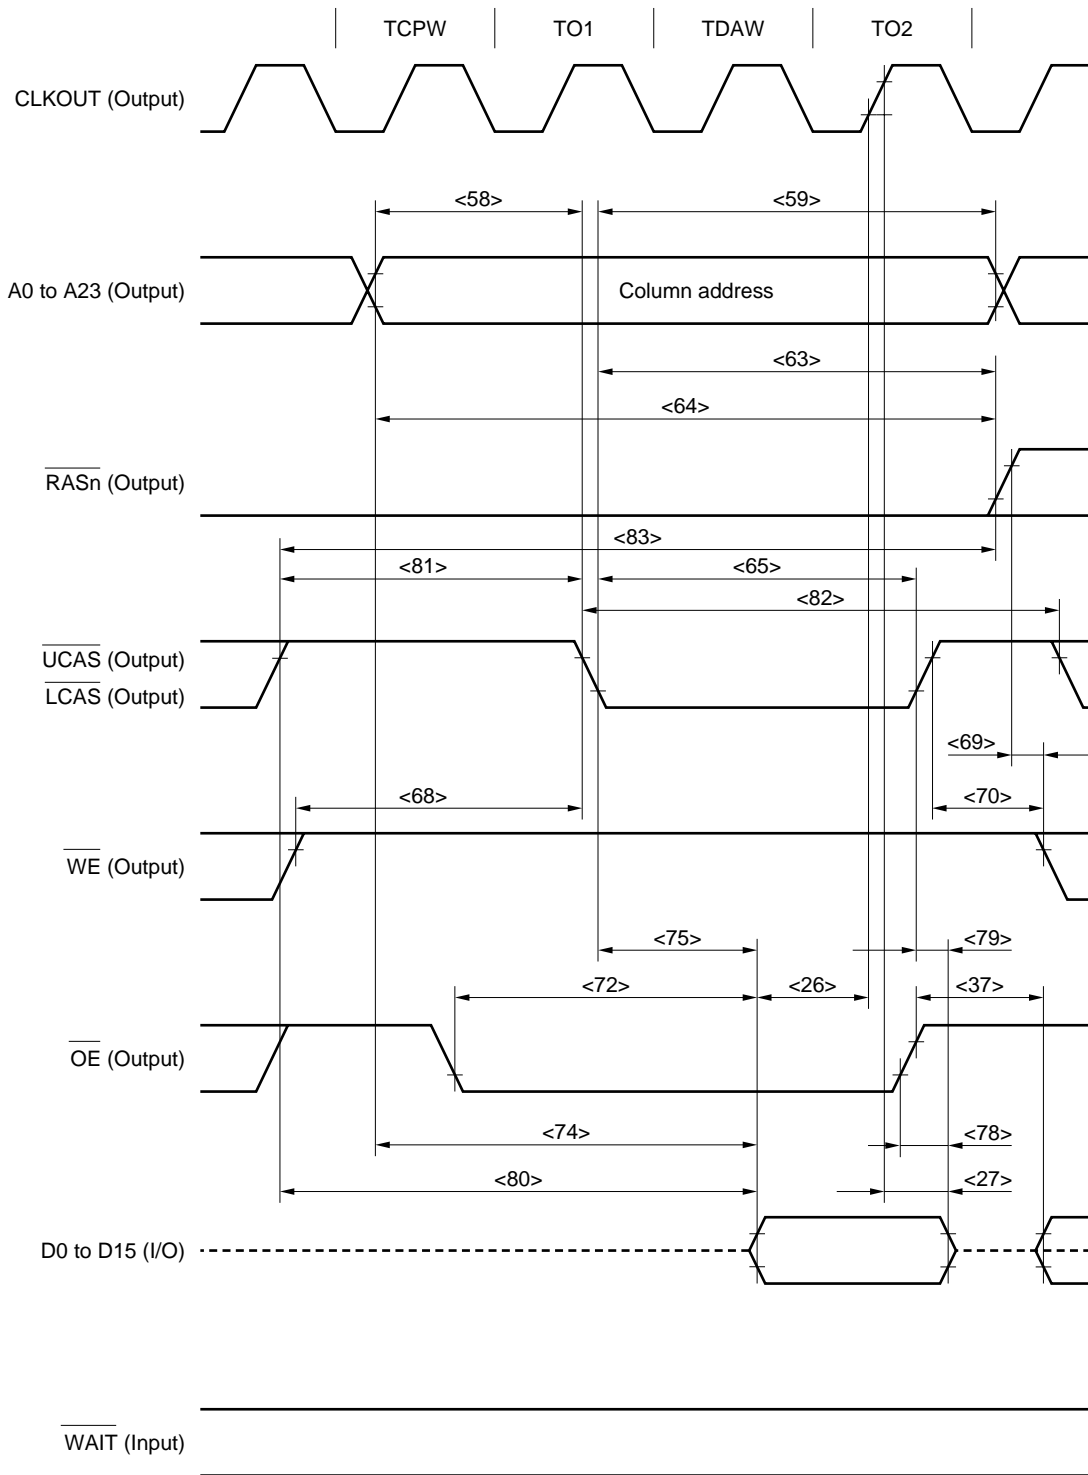 TCPW TO1 TDAW TO2
CLKOUT (Output)
<58> <59>
A0 to A23 (Output) Column address
<63>
<64>
RASn (Output)
<83>
<81> <65>
<82>
UCAS (Output)
LCAS (Output)
<69>
<68> <70>
WE (Output)
<75> <79>
<72> <26> <37>
OE (Output)
<74> <78>
<80> <27>
D0 to D15 (I/O)
WAIT (Input)